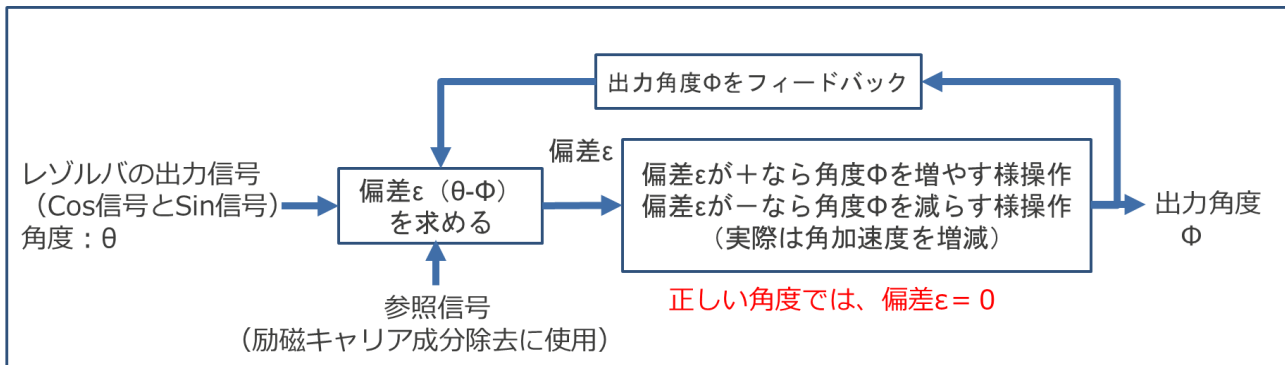 出力角度Φをフィードバック
偏差ε
レゾルバの出力信号
（Cos信号とSin信号）
角度：θ
偏差ε（θ-Φ）
を求める
偏差εが＋なら角度Φを増やす様操作
偏差εがーなら角度Φを減らす様操作
（実際は角加速度を増減）
出力角度
Φ
正しい角度では、偏差ε＝0
参照信号
（励磁キャリア成分除去に使用）